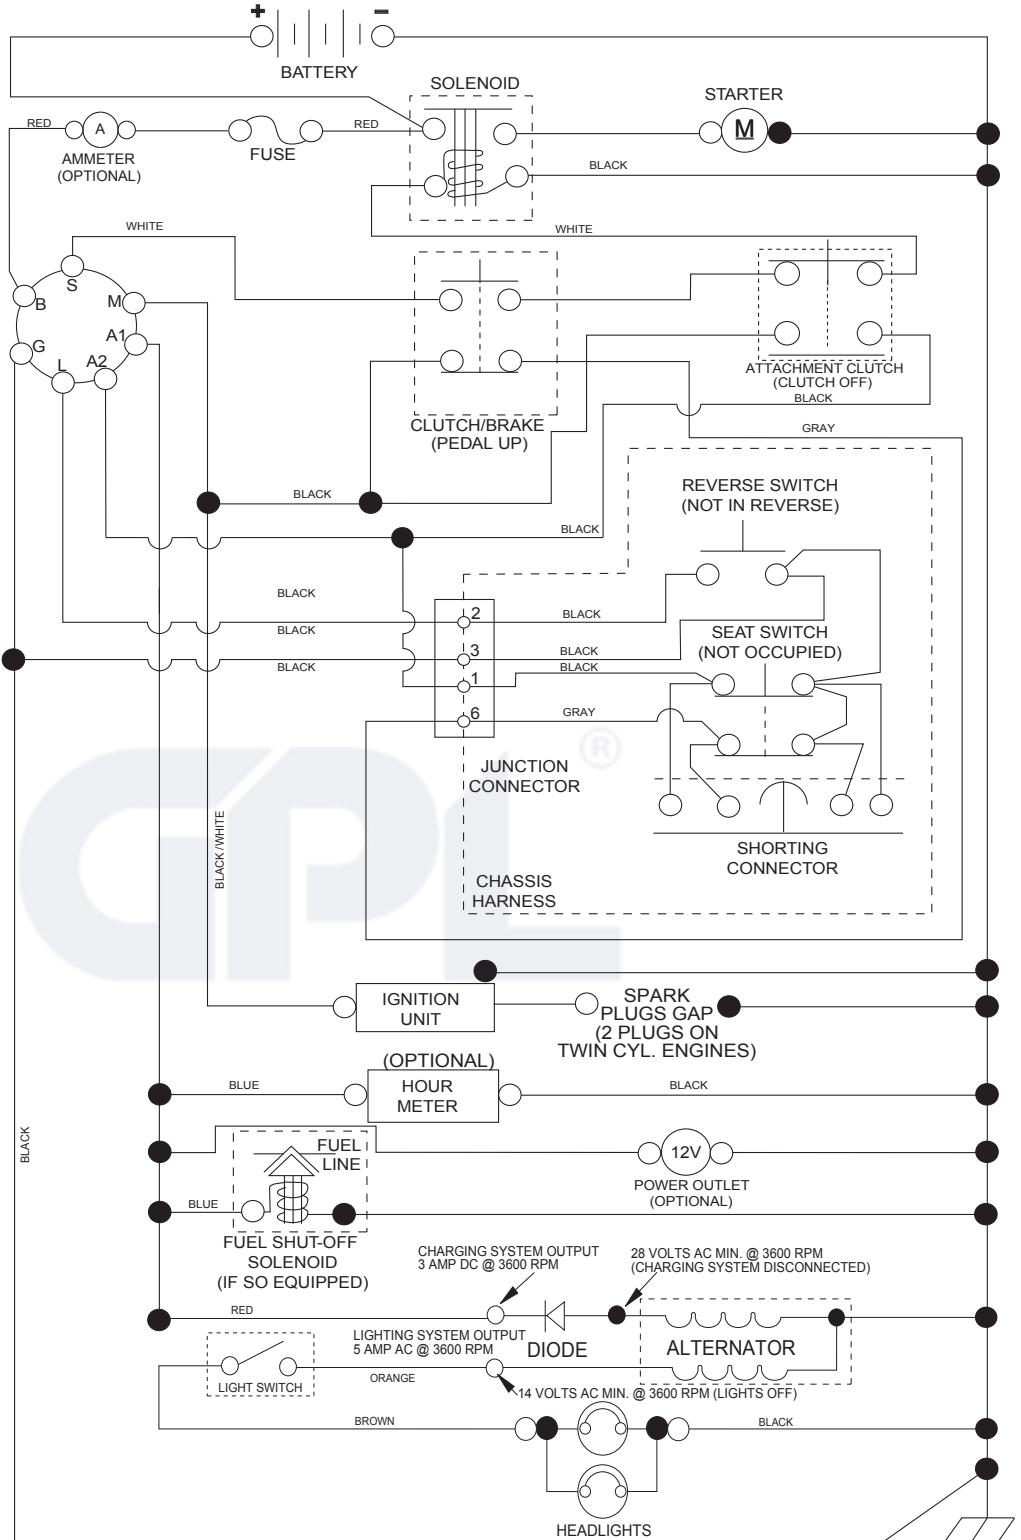 + −
BATTERY
SOLENOID
STARTER
RED
A
RED
M
FUSE
AMMETER
(OPTIONAL)
BLACK
WHITE
WHITE
S
B
M
A1
G
A2
L
ATTACHMENT CLUTCH
(CLUTCH OFF)
BLACK
CLUTCH/BRAKE
(PEDAL UP)
GRAY
REVERSE SWITCH
(NOT IN REVERSE)
BLACK
BLACK
BLACK
2
BLACK
BLACK
SEAT SWITCH
(NOT OCCUPIED)
3
BLACK
BLACK
BLACK
1
6
GRAY
®
JUNCTION
CONNECTOR
GPL
BLACK/WHITE
SHORTING
CONNECTOR
CHASSIS
HARNESS
IGNITION
UNIT
SPARK
PLUGS GAP
(2 PLUGS ON
TWIN CYL. ENGINES)
(OPTIONAL)
HOUR
METER
BLUE
BLACK
BLACK
FUEL
LINE
12V
POWER OUTLET
(OPTIONAL)
BLUE
FUEL SHUT-OFF
SOLENOID
(IF SO EQUIPPED)
CHARGING SYSTEM OUTPUT
3 AMP DC @ 3600 RPM
28 VOLTS AC MIN. @ 3600 RPM
(CHARGING SYSTEM DISCONNECTED)
RED
LIGHTING SYSTEM OUTPUT
5 AMP AC @ 3600 RPM
DIODE
ALTERNATOR
LIGHT SWITCH
ORANGE
14 VOLTS AC MIN. @ 3600 RPM (LIGHTS OFF)
BROWN
BLACK
HEADLIGHTS